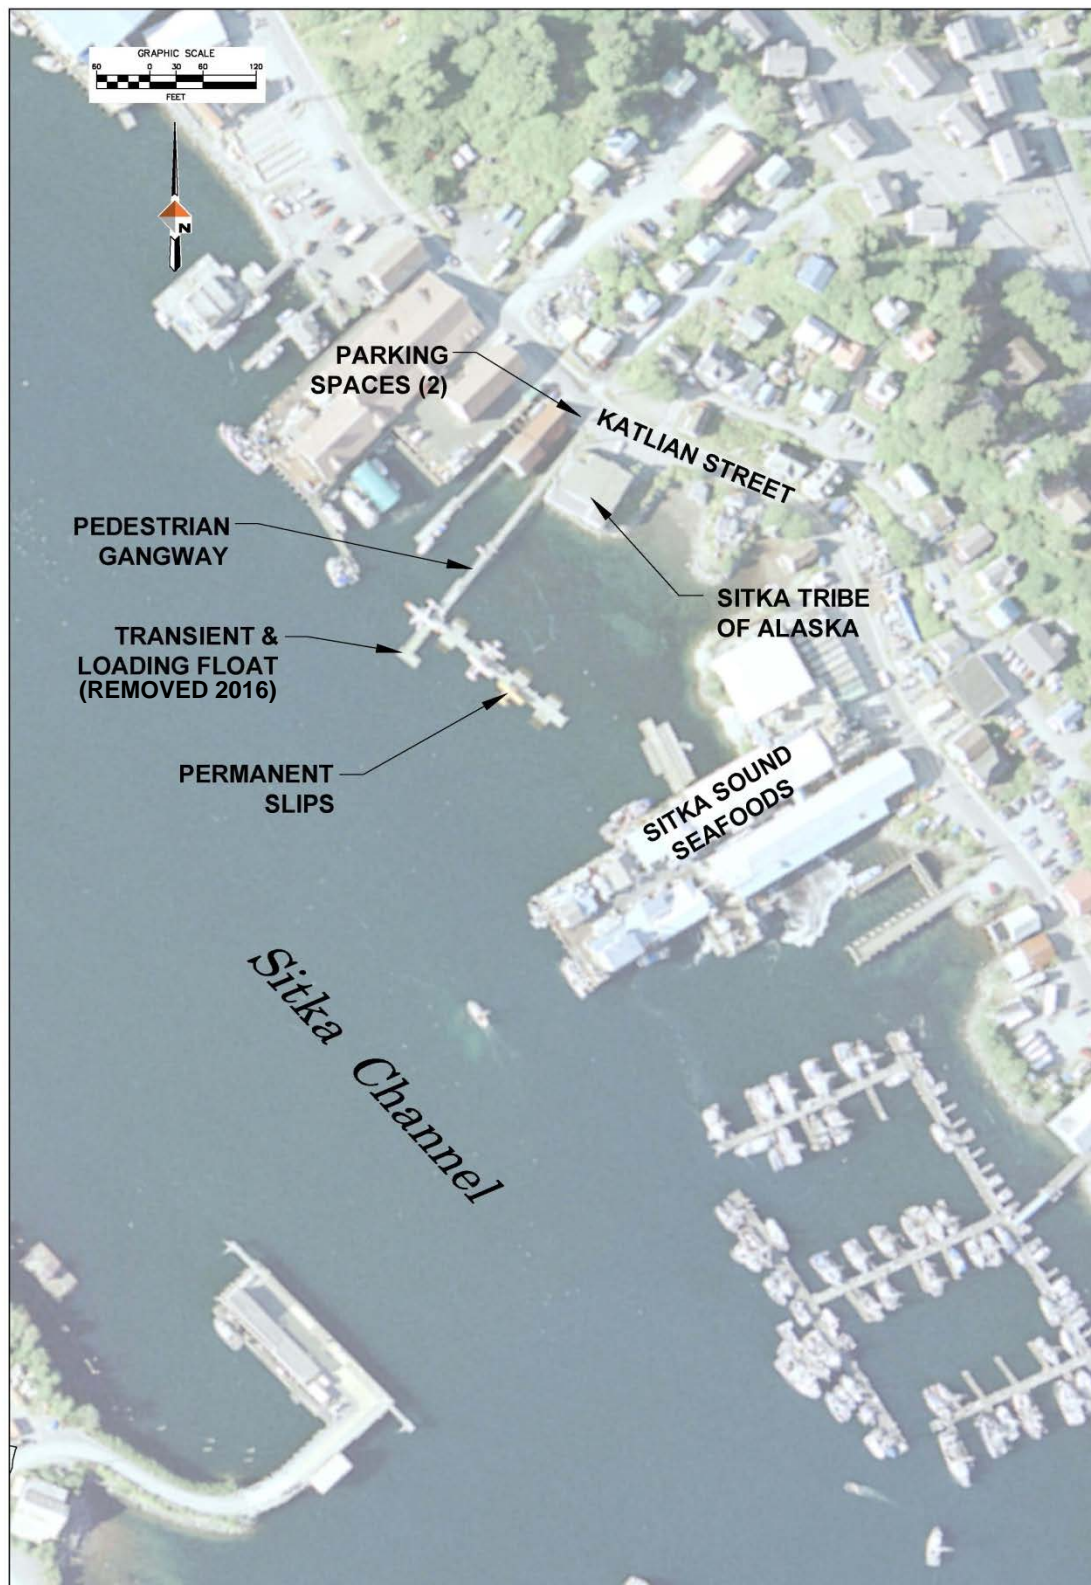 GRAPHIC SCALE
60 0 30 60 120
FEET
N
PARKING
SPACES (2)
KATLIAN STREET
PEDESTRIAN
GANGWAY
SITKA TRIBE
OF ALASKA
TRANSIENT &
LOADING FLOAT
(REMOVED 2016)
PERMANENT
SLIPS
SITKA SOUND
SEAFOODS
Sitka Channel